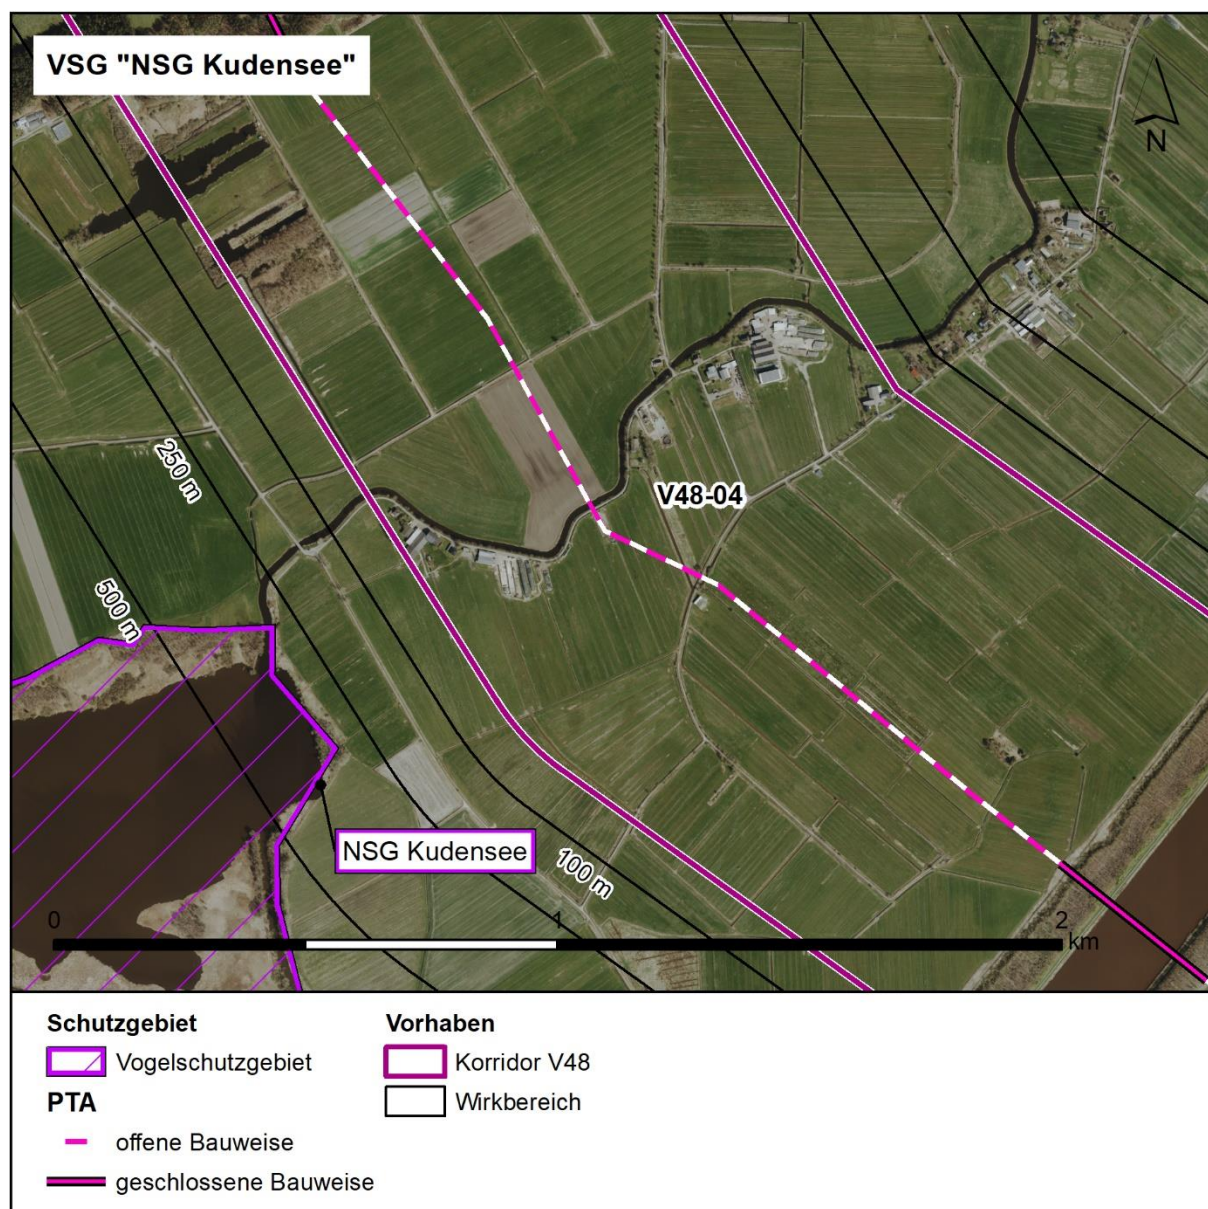 VSG "NSG Kudensee"
N
250 m
V48-04
500 m
NSG Kudensee
100 m
0 1 2
km
Schutzgebiet
Vogelschutzgebiet
PTA
offene Bauweise
geschlossene Bauweise
Vorhaben
Korridor V48
Wirkbereich